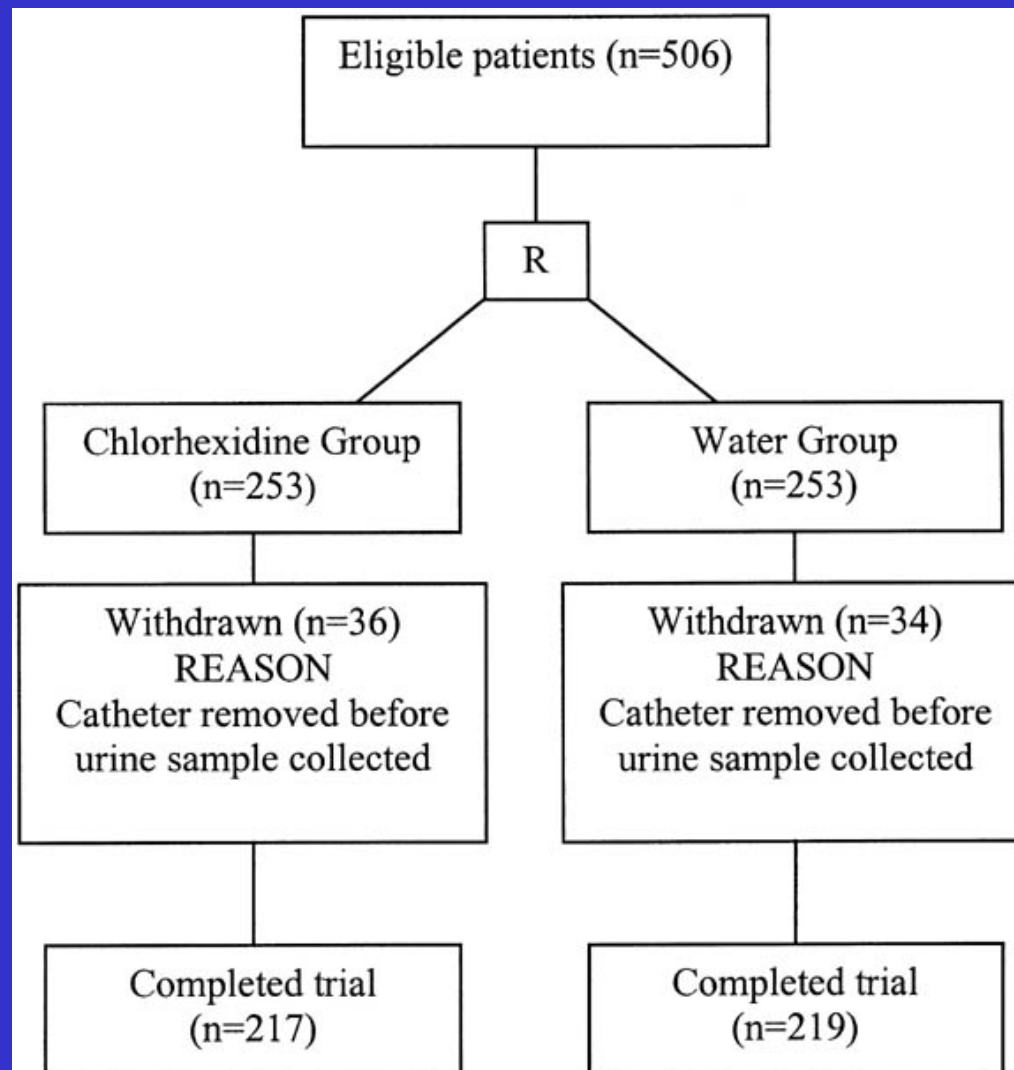 Eligible patients (n=506)
R
Chlorhexidine Group
(n=253)
Water Group
(n=253)
Withdrawn (n=36)
REASON
Catheter removed before
urine sample collected
Withdrawn (n=34)
REASON
Catheter removed before
urine sample collected
Completed trial
(n=217)
Completed trial
(n=219)